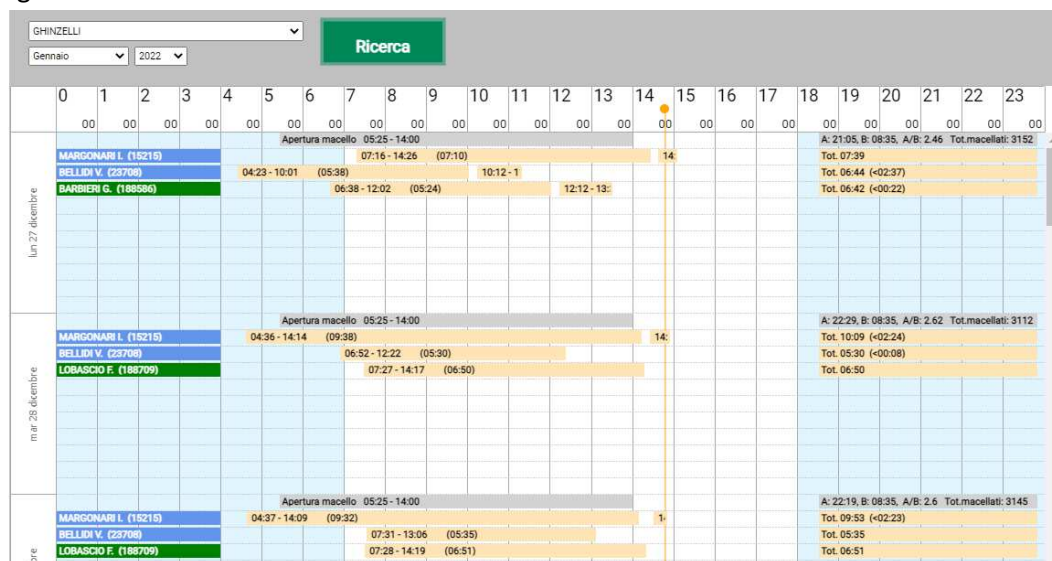 GHINZELLI
Gennaio 2022 Ricerca
0 1 2 3 4 5 6 7 8 9 10 11 12 13 14 15 16 17 18 19 20 21 22 23
00 00 00 00 00 00 00 00 00 00 00 00 00 00 00 00 00 00 00 00 00 00 00 00
Apertura macello 05:25 - 14:00 A: 21:05, B: 08:35, A/B: 2.46 Tot.macellati: 3152
MARGONARI I. (15215) 07:16 - 14:26 (07:10) 14: Tot. 07:39
BELLIDI V. (23708) 04:23 - 10:01 (05:38) 10:12 - 1 Tot. 06:44 (<02:37)
BARBIERI G. (188586) 06:38 - 12:02 (05:24) 12:12 - 13: Tot. 06:42 (<00:22)
lun 27 dicembre
Apertura macello 05:25 - 14:00 A: 22:29, B: 08:35, A/B: 2.62 Tot.macellati: 3112
MARGONARI I. (15215) 04:36 - 14:14 (09:38) 14: Tot. 10:09 (<02:24)
BELLIDI V. (23708) 06:52 - 12:22 (05:30) Tot. 05:30 (<00:08)
LOBASCIO F. (188709) 07:27 - 14:17 (06:50) Tot. 06:50
mar 28 dicembre
Apertura macello 05:25 - 14:00 A: 22:19, B: 08:35, A/B: 2.6 Tot.macellati: 3145
MARGONARI I. (15215) 04:37 - 14:09 (09:32) Tot. 09:53 (<02:23)
BELLIDI V. (23708) 07:31 - 13:06 (05:35) Tot. 05:35
LOBASCIO F. (188709) 07:28 - 14:19 (06:51) Tot. 06:51